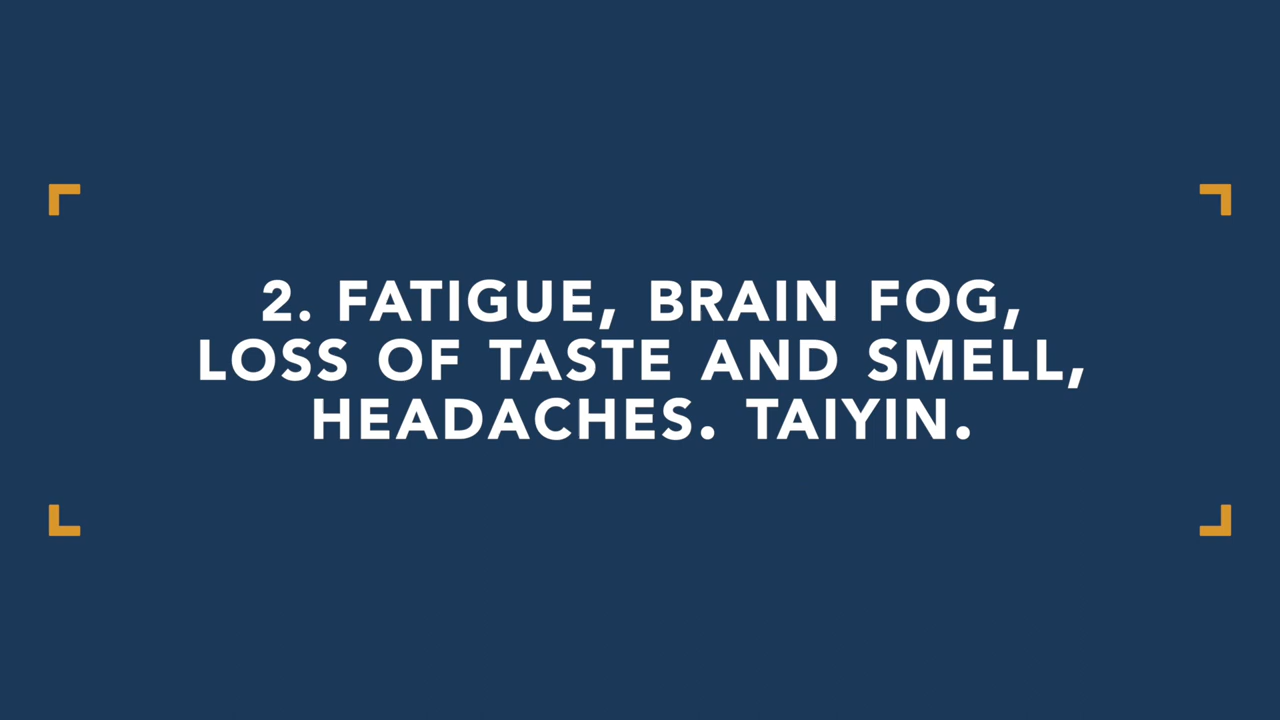 2. FATIGUE, BRAIN FOG,
LOSS OF TASTE AND SMELL,
HEADACHES. TAIYIN.